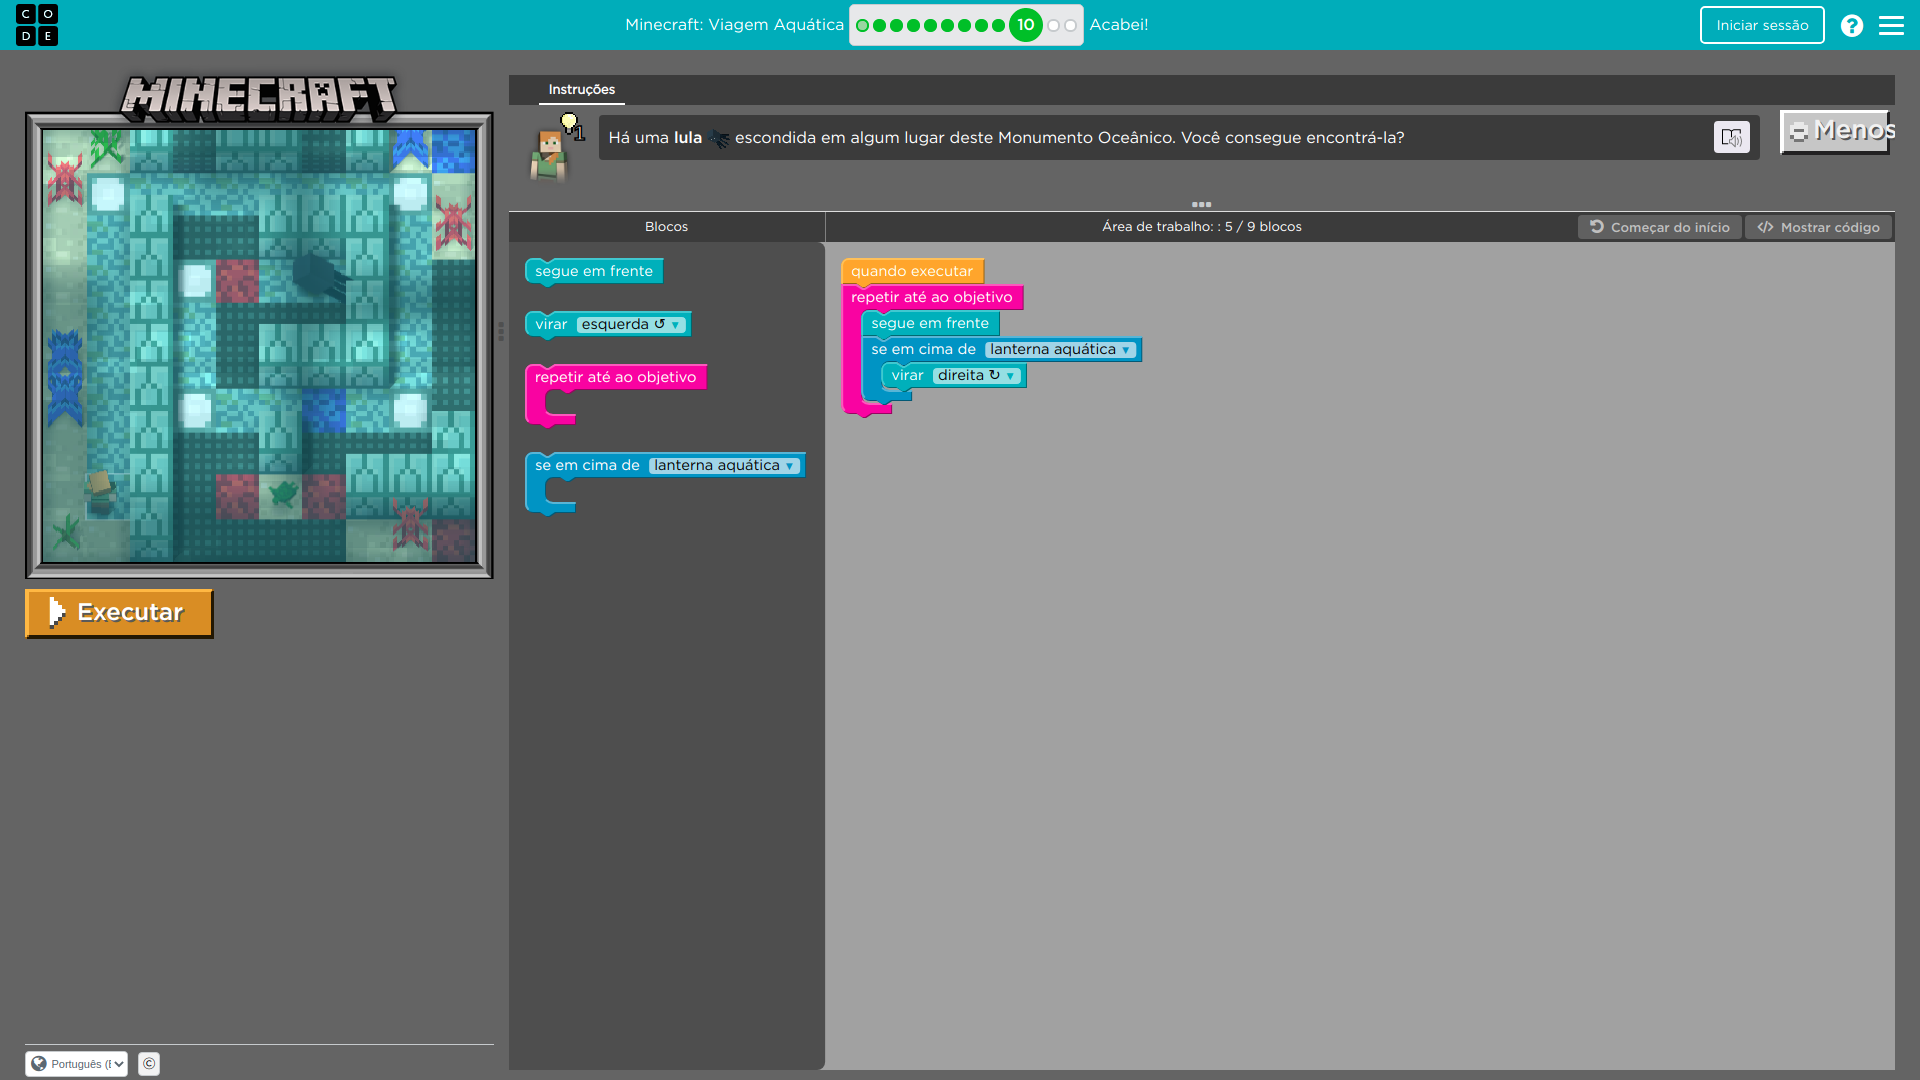 C O
D E
Minecraft: Viagem Aquática
10
Acabei!
Iniciar sessão
?
MINECRAFT
Instruções
1
Há uma lula escondida em algum lugar deste Monumento Oceânico. Você consegue encontrá-la?
Menos
Blocos
Área de trabalho: : 5 / 9 blocos
Começar do início
</> Mostrar código
segue em frente
virar esquerda ↺ ▼
repetir até ao objetivo
se em cima de lanterna aquática ▼
quando executar
repetir até ao objetivo
segue em frente
se em cima de lanterna aquática ▼
virar direita ↻ ▼
Executar
Português (
©